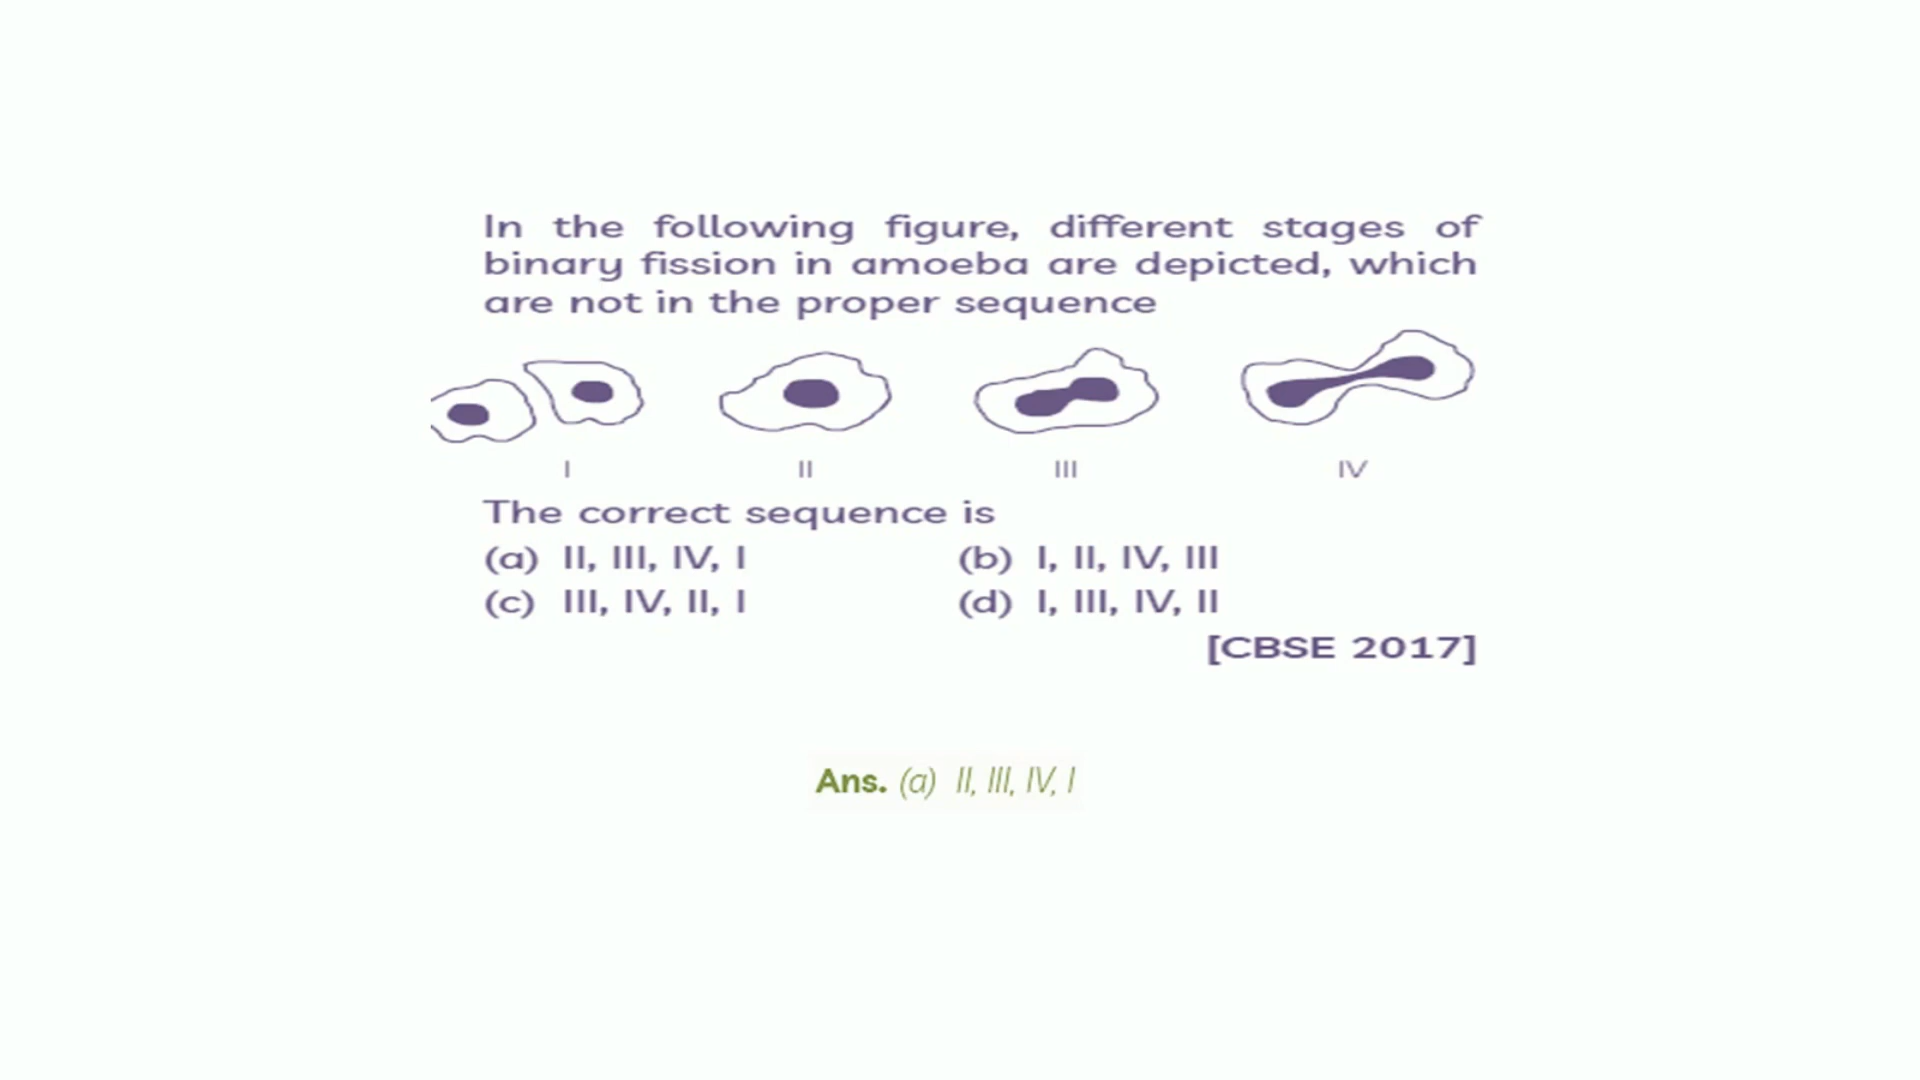 In the following figure, different stages of
binary fission in amoeba are depicted, which
are not in the proper sequence
I II III IV
The correct sequence is
(a) II, III, IV, I (b) I, II, IV, III
(c) III, IV, II, I (d) I, III, IV, II
[CBSE 2017]
Ans. (a) II, III, IV, I